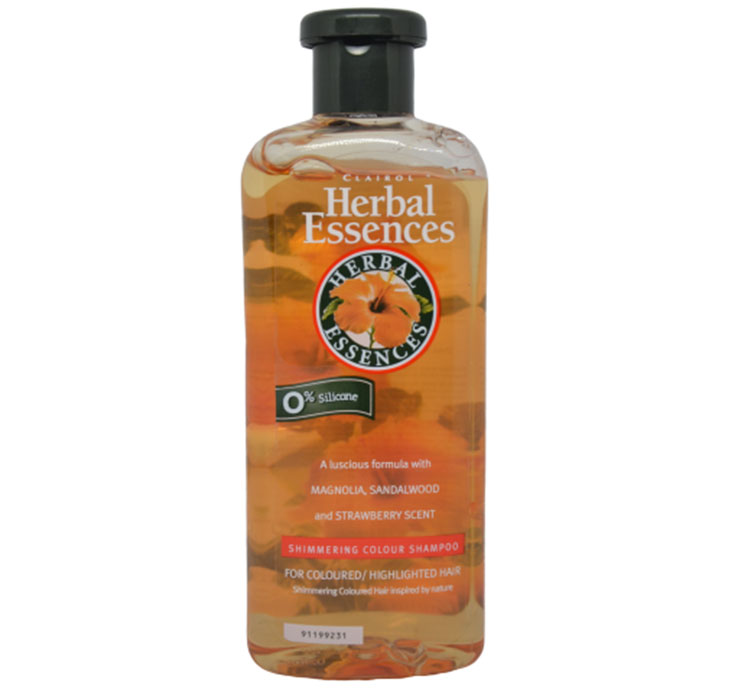 CLAIROL
Herbal
Essences
HERBAL
ESSENCES
0% Silicone
A luscious formula with
MAGNOLIA, SANDALWOOD
and STRAWBERRY SCENT
SHIMMERING COLOUR SHAMPOO
FOR COLOURED/ HIGHLIGHTED HAIR
Shimmering Coloured Hair inspired by nature
91199231